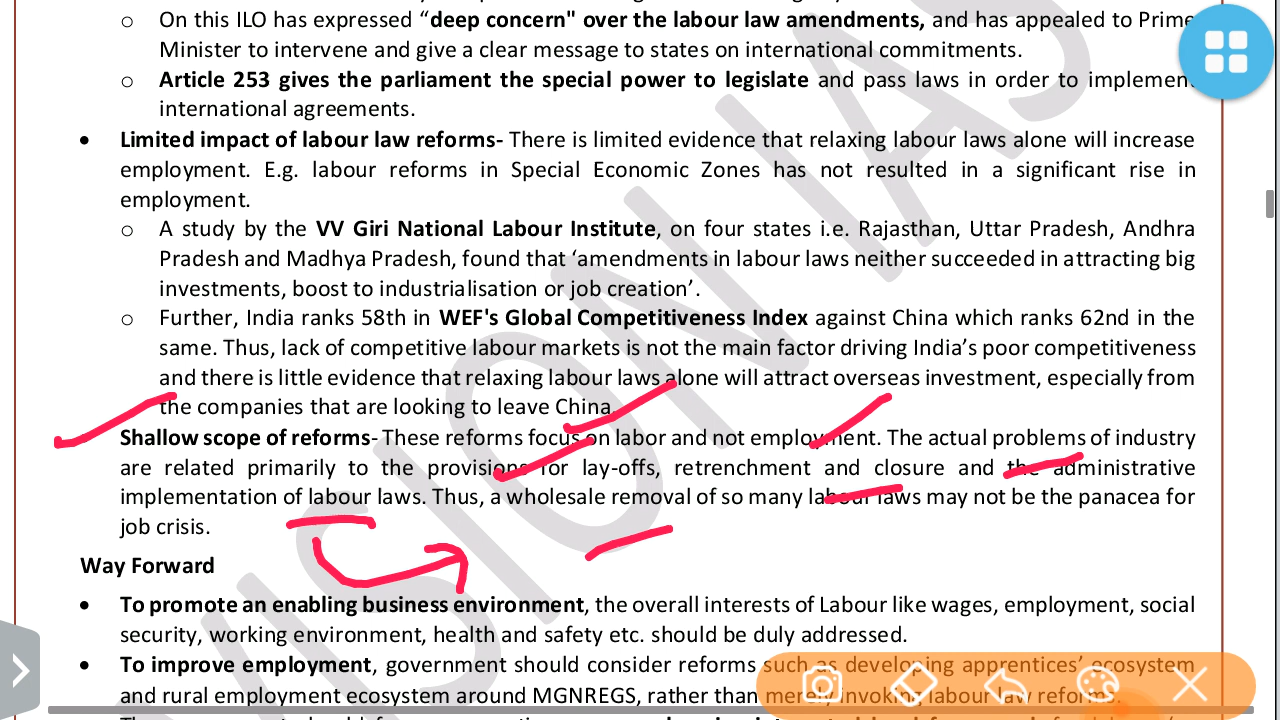 o On this ILO has expressed “deep concern" over the labour law amendments, and has appealed to Prime
Minister to intervene and give a clear message to states on international commitments.
o Article 253 gives the parliament the special power to legislate and pass laws in order to implement
international agreements.
• Limited impact of labour law reforms- There is limited evidence that relaxing labour laws alone will increase
employment. E.g. labour reforms in Special Economic Zones has not resulted in a significant rise in
employment.
o A study by the VV Giri National Labour Institute, on four states i.e. Rajasthan, Uttar Pradesh, Andhra
Pradesh and Madhya Pradesh, found that ‘amendments in labour laws neither succeeded in attracting big
investments, boost to industrialisation or job creation’.
o Further, India ranks 58th in WEF's Global Competitiveness Index against China which ranks 62nd in the
same. Thus, lack of competitive labour markets is not the main factor driving India’s poor competitiveness
and there is little evidence that relaxing labour laws alone will attract overseas investment, especially from
the companies that are looking to leave China.
Shallow scope of reforms- These reforms focus on labor and not employment. The actual problems of industry
are related primarily to the provisions for lay-offs, retrenchment and closure and the administrative
implementation of labour laws. Thus, a wholesale removal of so many labour laws may not be the panacea for
job crisis.
Way Forward
• To promote an enabling business environment, the overall interests of Labour like wages, employment, social
security, working environment, health and safety etc. should be duly addressed.
• To improve employment, government should consider reforms such as developing apprentices’ ecosystem
and rural employment ecosystem around MGNREGS, rather than merely invoking labour law reforms.
VISION IAS